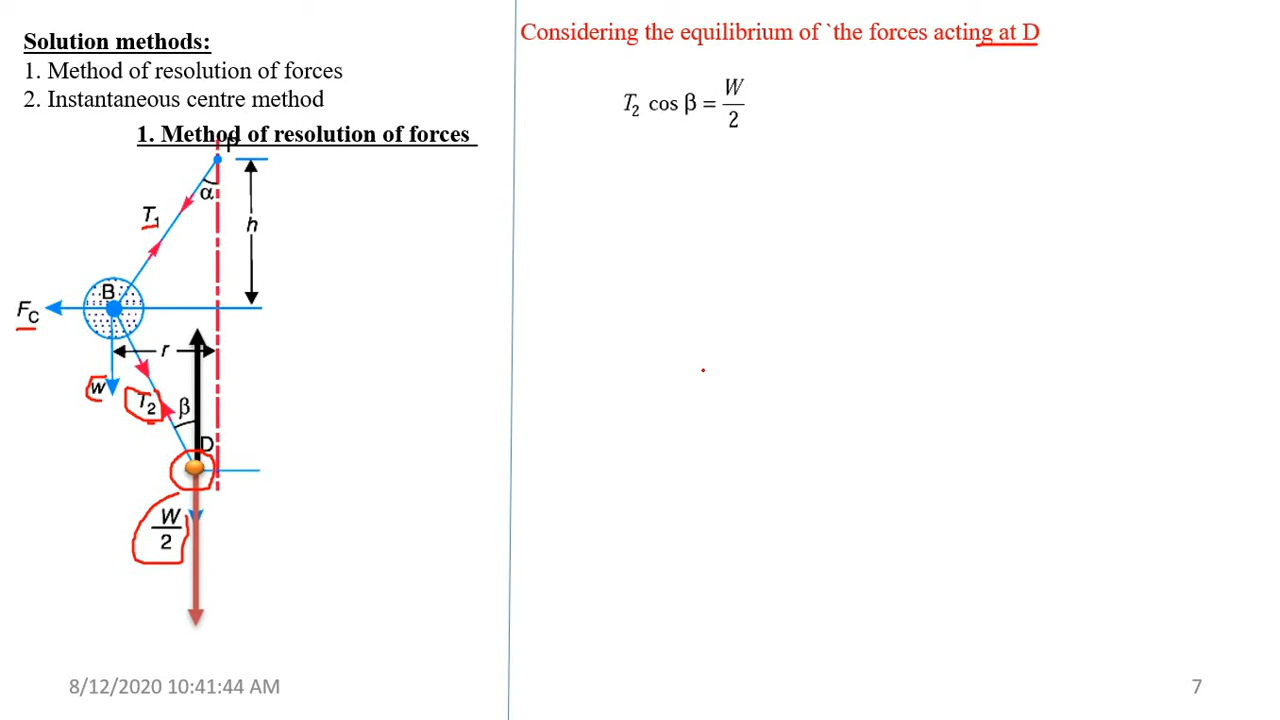 Solution methods:
1. Method of resolution of forces
2. Instantaneous centre method
1. Method of resolution of forces
P
α
T1
h
B
FC
r
w
T2
β
D
W
2
8/12/2020 10:41:44 AM
Considering the equilibrium of `the forces acting at D
T2 cos β = W/2
7